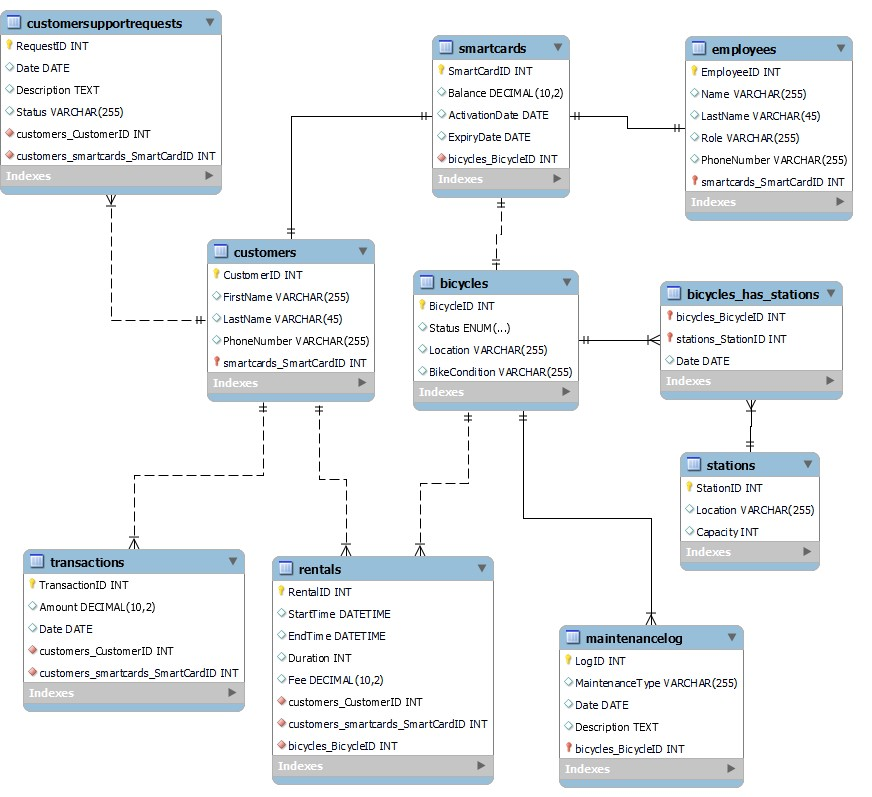 customersupportrequests
RequestID INT
Date DATE
Description TEXT
Status VARCHAR(255)
customers_CustomerID INT
customers_smartcards_SmartCardID INT
Indexes
smartcards
SmartCardID INT
Balance DECIMAL(10,2)
ActivationDate DATE
ExpiryDate DATE
bicycles_BicycleID INT
Indexes
employees
EmployeeID INT
Name VARCHAR(255)
LastName VARCHAR(45)
Role VARCHAR(255)
PhoneNumber VARCHAR(255)
smartcards_SmartCardID INT
Indexes
customers
CustomerID INT
FirstName VARCHAR(255)
LastName VARCHAR(45)
PhoneNumber VARCHAR(255)
smartcards_SmartCardID INT
Indexes
bicycles
BicycleID INT
Status ENUM(...)
Location VARCHAR(255)
BikeCondition VARCHAR(255)
Indexes
bicycles_has_stations
bicycles_BicycleID INT
stations_StationID INT
Date DATE
Indexes
stations
StationID INT
Location VARCHAR(255)
Capacity INT
Indexes
transactions
TransactionID INT
Amount DECIMAL(10,2)
Date DATE
customers_CustomerID INT
customers_smartcards_SmartCardID INT
Indexes
rentals
RentalID INT
StartTime DATETIME
EndTime DATETIME
Duration INT
Fee DECIMAL(10,2)
customers_CustomerID INT
customers_smartcards_SmartCardID INT
bicycles_BicycleID INT
Indexes
maintenancelog
LogID INT
MaintenanceType VARCHAR(255)
Date DATE
Description TEXT
bicycles_BicycleID INT
Indexes